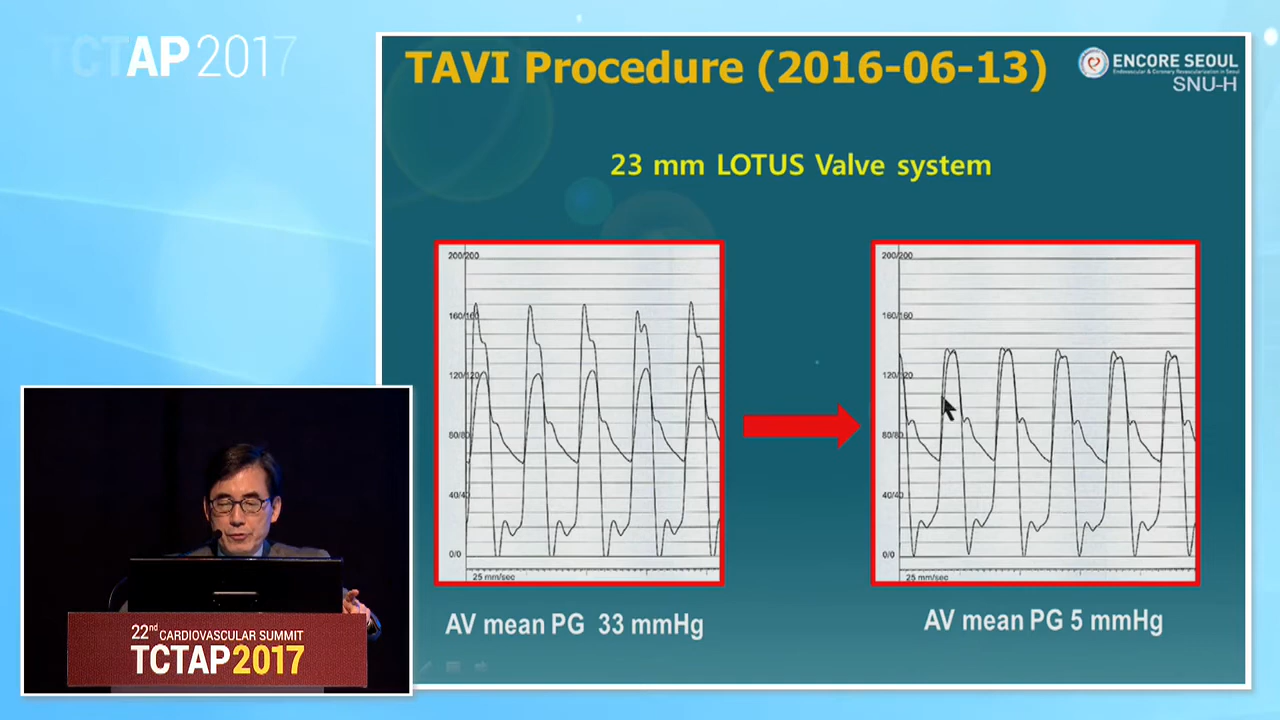 TCTAP 2017
TAVI Procedure (2016-06-13)
ENCORE SEOUL
Endovascular & Coronary Revascularization in Seoul
SNU-H
23 mm LOTUS Valve system
200/200
160/160
120/120
80/80
40/40
0/0
25 mm/sec
200/200
160/160
120/120
80/80
40/40
0/0
25 mm/sec
AV mean PG 33 mmHg
AV mean PG 5 mmHg
22nd CARDIOVASCULAR SUMMIT
TCTAP2017